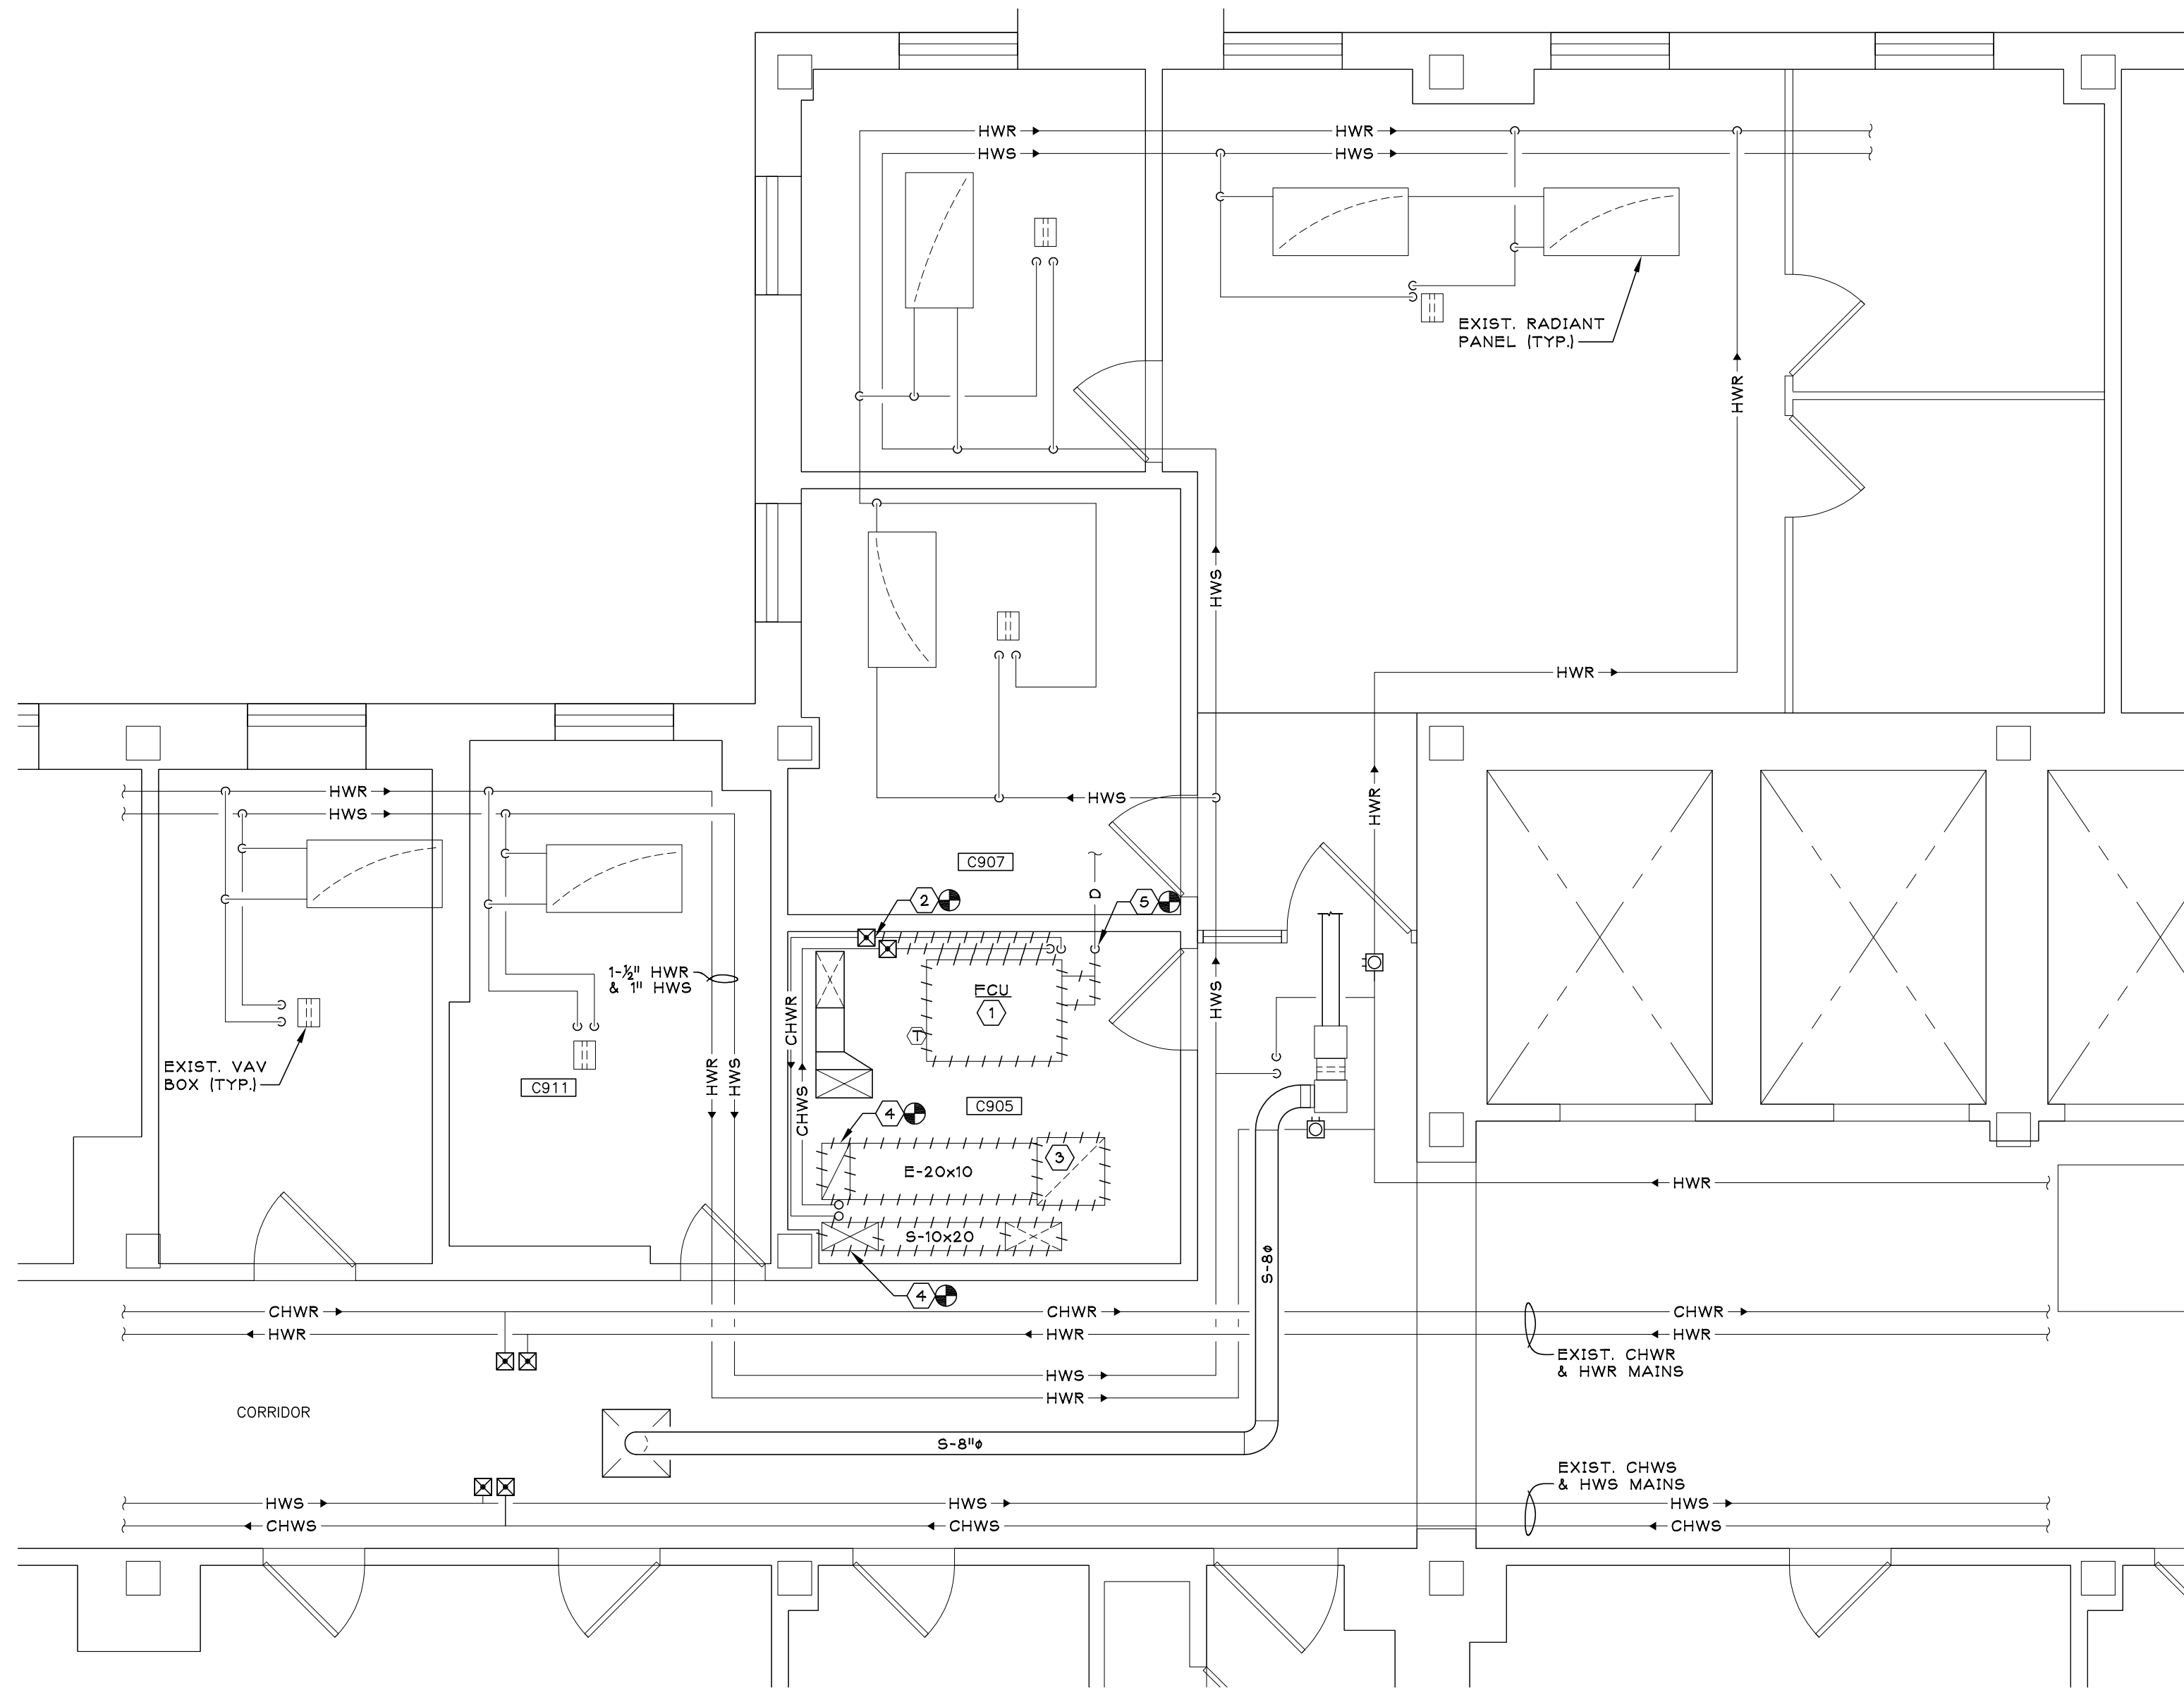 HWR
HWR
HWS
HWS
EXIST. RADIANT
PANEL (TYP.)
HWR
HWS
HWR
HWR
HWS
HWR
HWS
HWR
C907
2
D
5
1-½" HWR
& 1" HWS
FCU
1
T
CHWR
HWS
EXIST. VAV
BOX (TYP.)
C911
HWR
HWS
CHWS
C905
4
3
E-20x10
HWR
S-10x20
S-8ø
4
CHWR
CHWR
CHWR
HWR
HWR
HWR
EXIST. CHWR
& HWR MAINS
HWS
HWR
CORRIDOR
S-8"ø
EXIST. CHWS
& HWS MAINS
HWS
HWS
HWS
CHWS
CHWS
CHWS